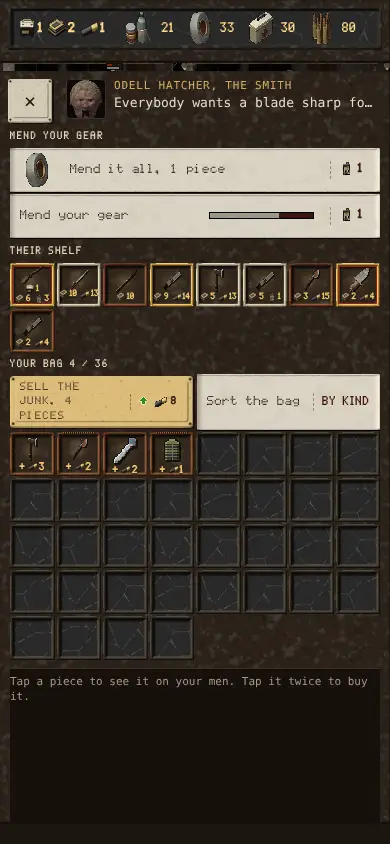 1 2 1 21 33 30 80
ODELL HATCHER, THE SMITH
Everybody wants a blade sharp fo…
MEND YOUR GEAR
Mend it all, 1 piece 1
Mend your gear 1
THEIR SHELF
1
6 3 10 13 10 9 14 5 13 5 1 3 15 2 4
2 4
YOUR BAG 4 / 36
SELL THE
JUNK, 4
PIECES
8
Sort the bag BY KIND
+ 3 + 2 + 2 + 1
Tap a piece to see it on your men. Tap it twice to buy
it.